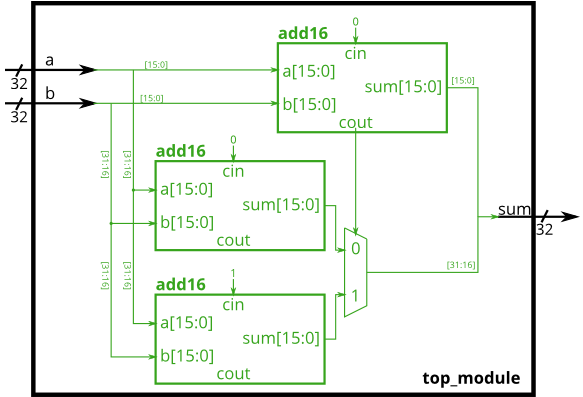 0
add16
cin
a[15:0]
b[15:0]
sum[15:0]
cout
[15:0]
a
32
[15:0]
b
32
[15:0]
[31:16]
[31:16]
0
add16
cin
a[15:0]
b[15:0]
sum[15:0]
cout
0
1
sum
32
[31:16]
[31:16]
[31:16]
1
add16
cin
a[15:0]
b[15:0]
sum[15:0]
cout
top_module